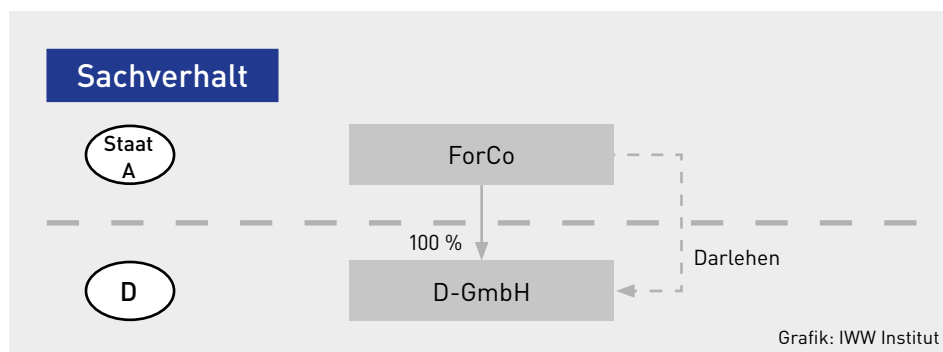 Sachverhalt
Staat
A
ForCo
100 %
Darlehen
D
D-GmbH
Grafik: IWW Institut